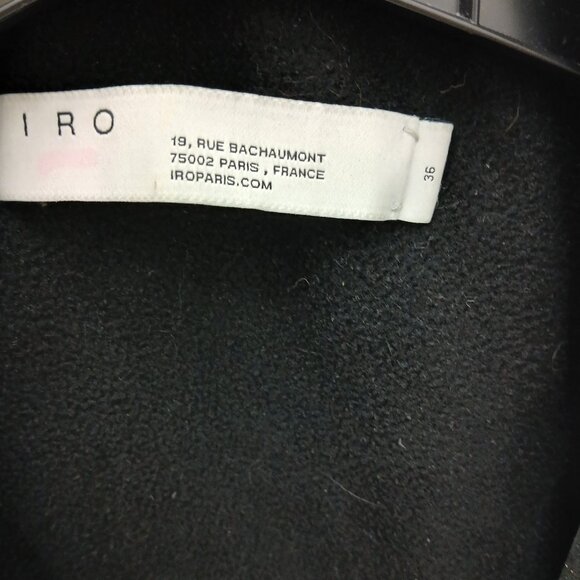 IRO
19, RUE BACHAUMONT
75002 PARIS , FRANCE
IROPARIS.COM
36